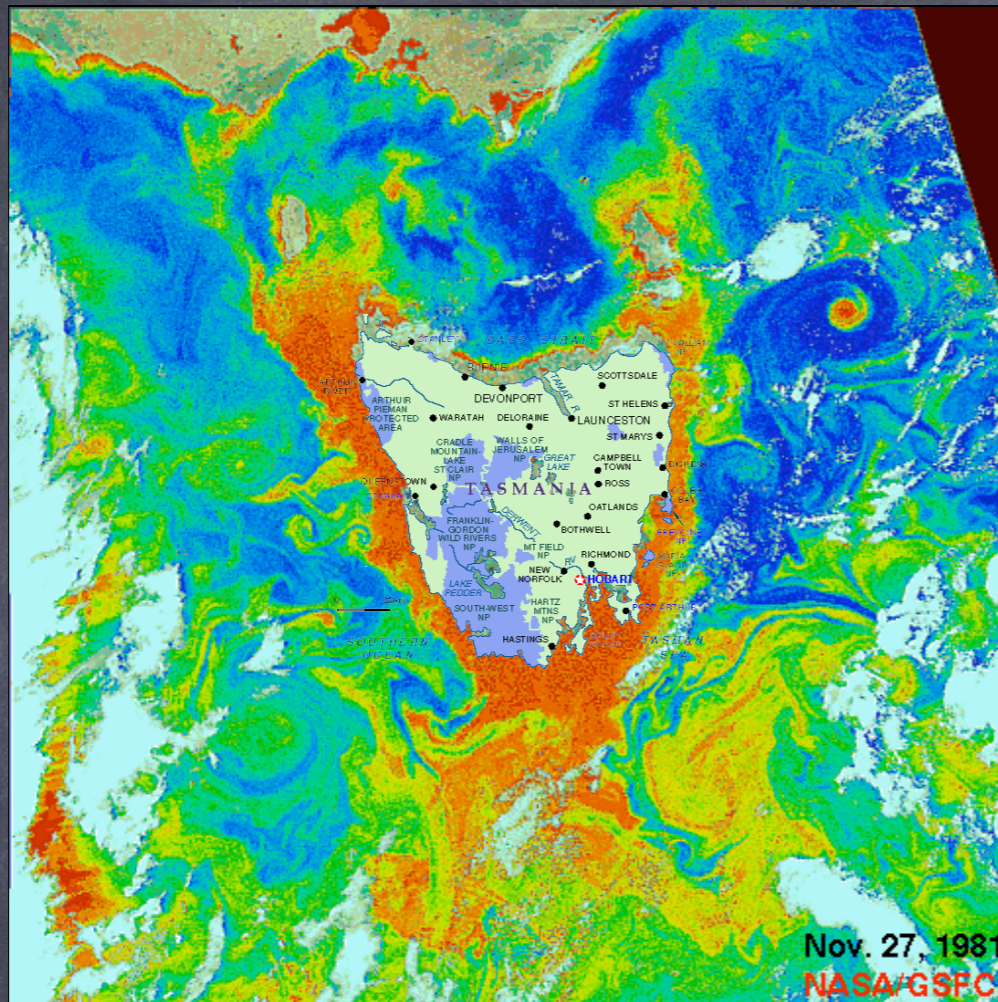 STANLEY
BASS STRAIT
BURNIE
SCOTTSDALE
TAMAR R
DEVONPORT
ARTHUR
RIVER
ST HELENS
ARTHUR
PIEMAN
PROTECTED
AREA
WARATAH
DELORAINE
LAUNCESTON
ST MARYS
CRADLE
MOUNTAIN-
LAKE
ST CLAIR
NP
WALLS OF
JERUSALEM
NP
GREAT
LAKE
CAMPBELL
TOWN
QUEENSTOWN
ROSS
TASMANIA
OATLANDS
DERWENT
R
BOTHWELL
FRANKLIN-
GORDON
WILD RIVERS
NP
MT FIELD
NP
RICHMOND
NEW
NORFOLK
HOBART
LAKE
PEDDER
SOUTH-WEST
NP
HARTZ
MTNS
NP
PORT ARTHUR
HASTINGS
SOUTHERN
OCEAN
TASMAN
SEA
Nov. 27, 1981
NASA/GSFC